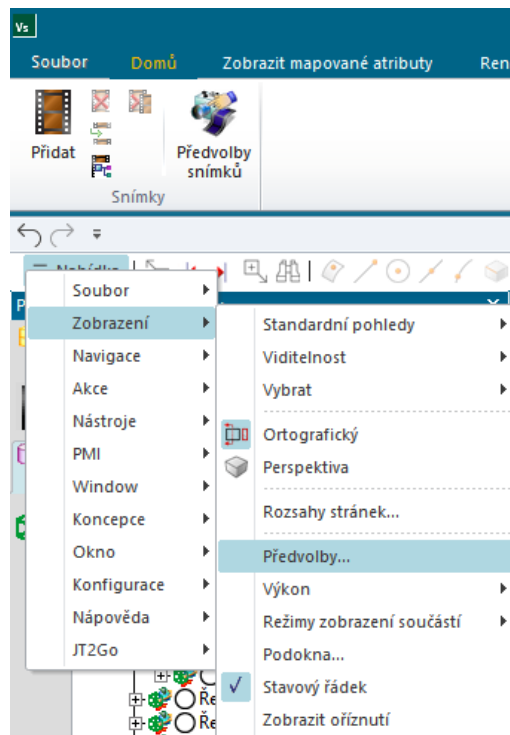 Vs
Soubor Domů Zobrazit mapované atributy Ren
Přidat
Předvolby
snímků
Snímky
Nabídka
Soubor
Zobrazení
Navigace
Akce
Nástroje
PMI
Window
Koncepce
Okno
Konfigurace
Nápověda
JT2Go
Standardní pohledy
Viditelnost
Vybrat
Ortografický
Perspektiva
Rozsahy stránek...
Předvolby...
Výkon
Režimy zobrazení součástí
Podokna...
Stavový řádek
Zobrazit oříznutí
P
Ře
Ře